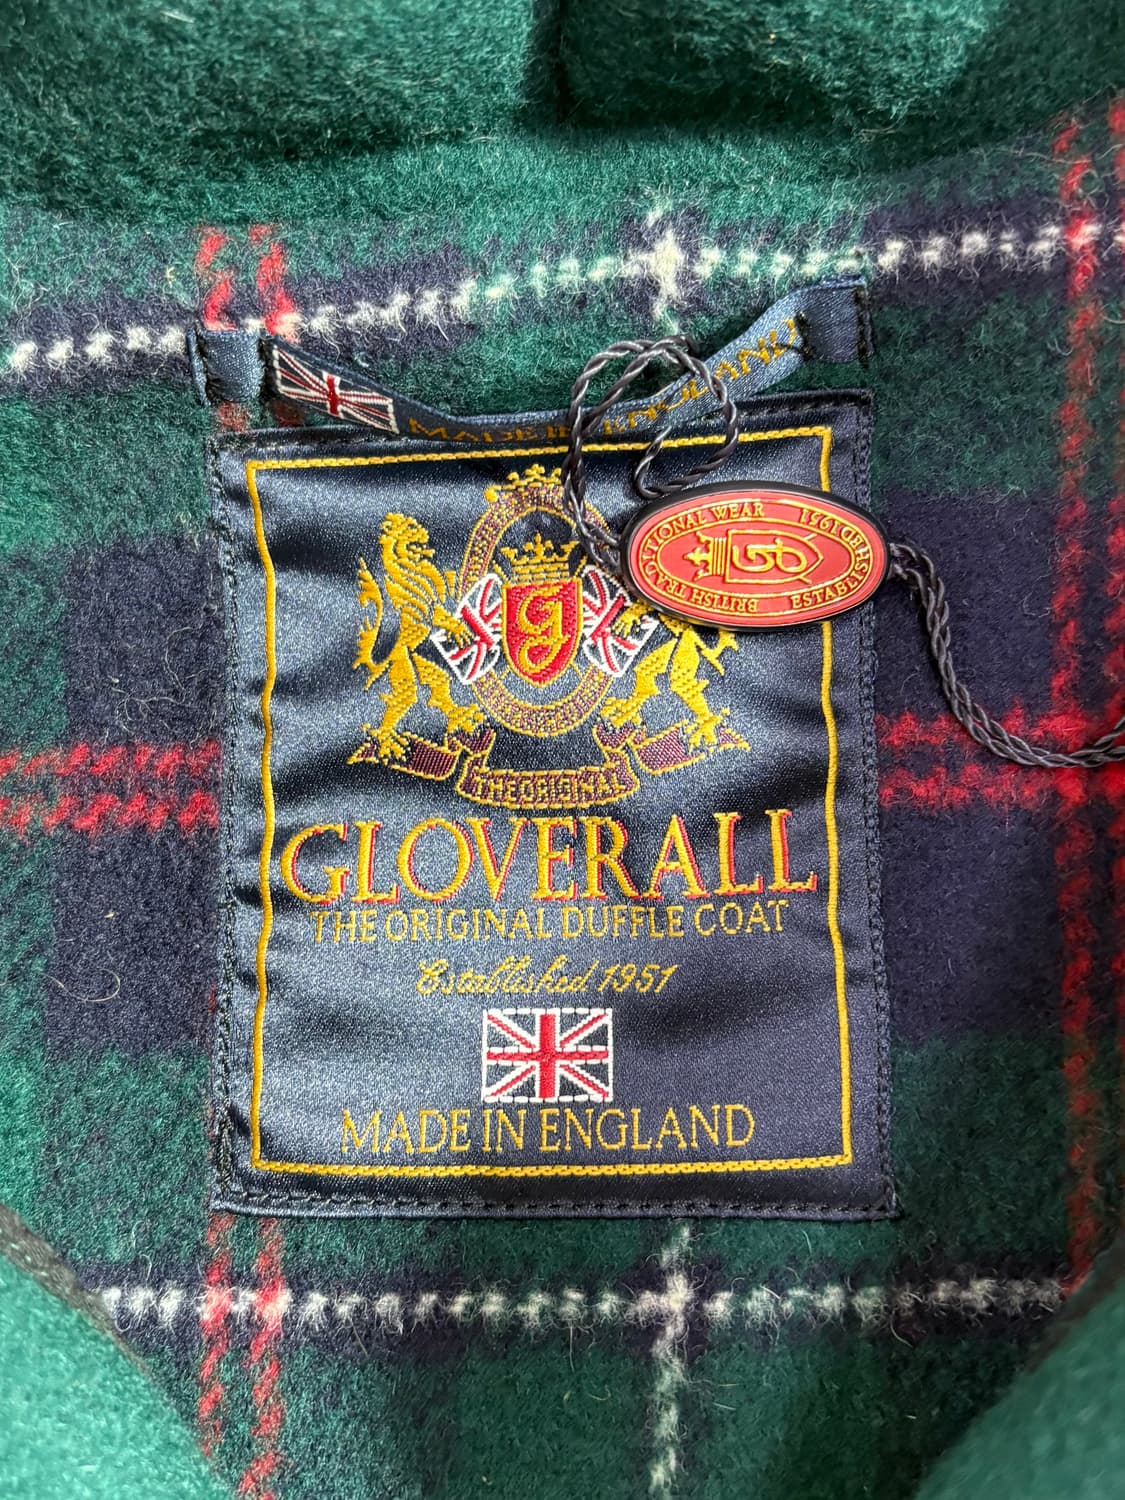 MADE IN ENGLAND
BRITISH TRADITIONAL WEAR
ESTABLISHED 1951
G
G
THE ORIGINAL
GLOVERALL
THE ORIGINAL DUFFLE COAT
Established 1951
MADE IN ENGLAND